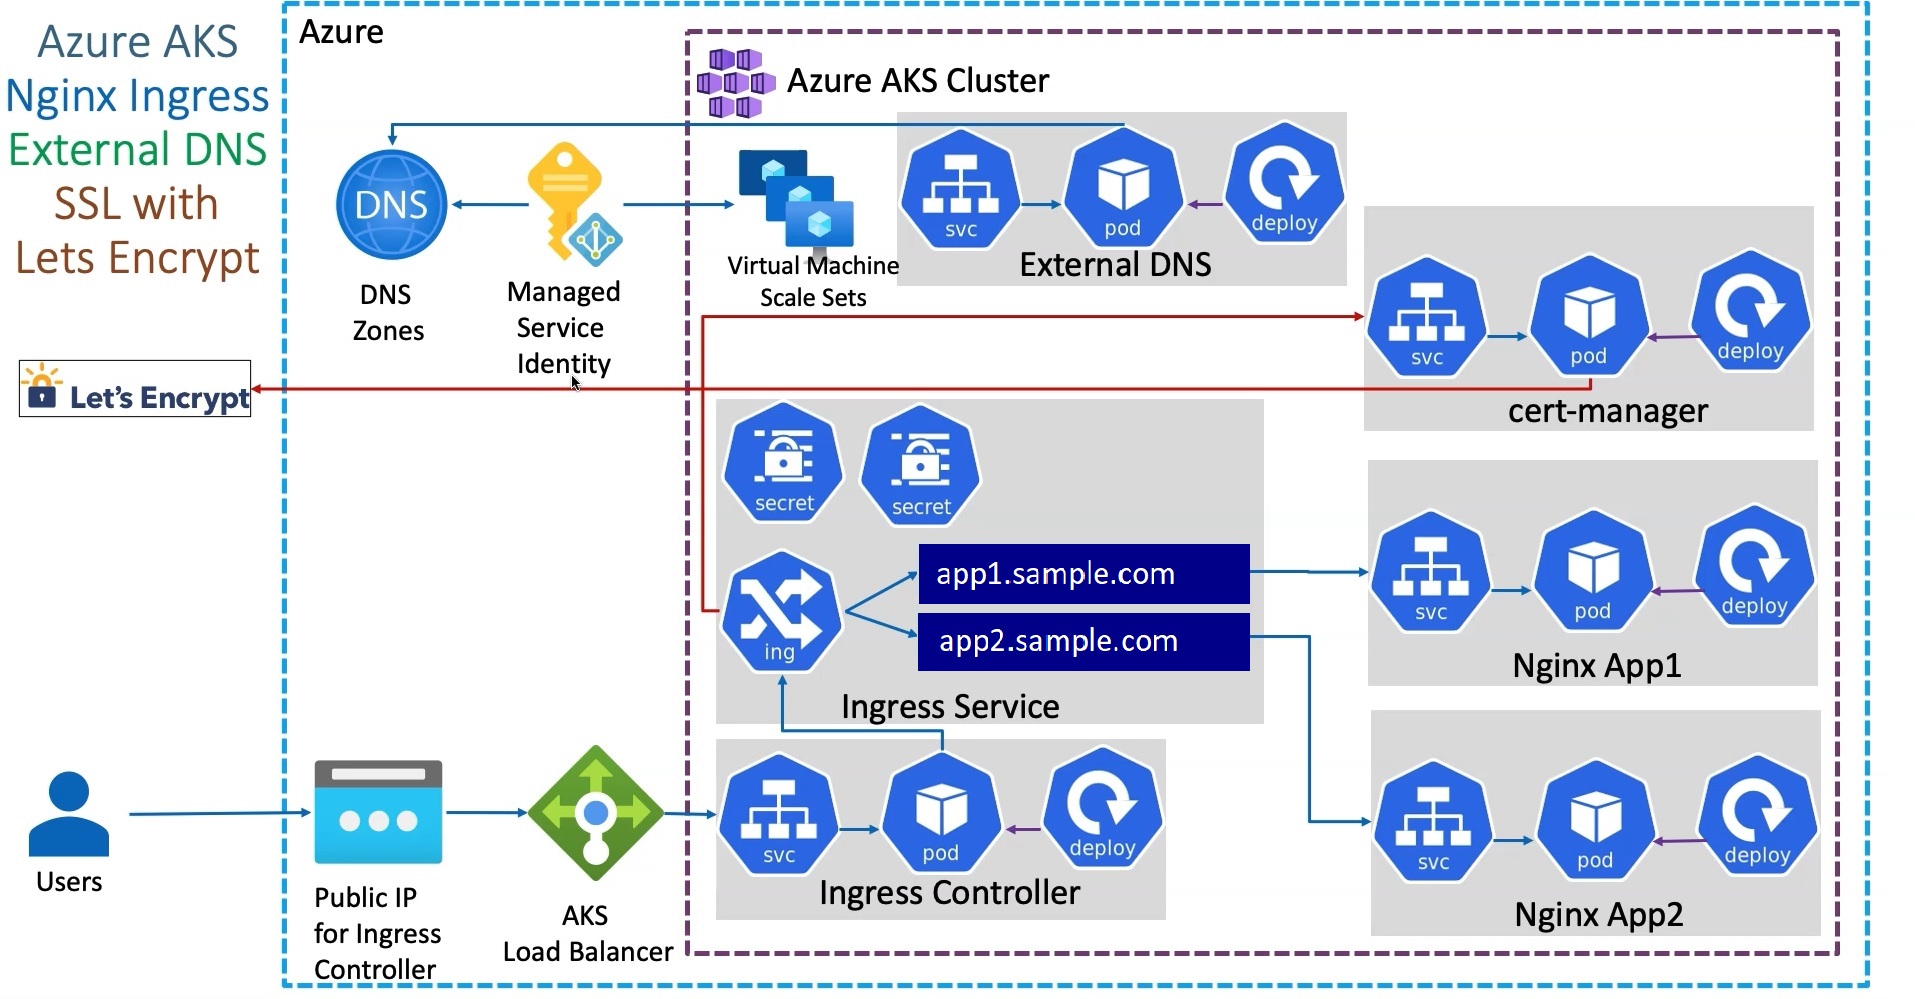 Azure AKS
Nginx Ingress
External DNS
SSL with
Lets Encrypt
Azure
Azure AKS Cluster
DNS
DNS
Zones
Managed
Service
Identity
Virtual Machine
Scale Sets
svc
pod
deploy
External DNS
svc
pod
deploy
cert-manager
Let's Encrypt
secret
secret
ing
app1.sample.com
app2.sample.com
Ingress Service
svc
pod
deploy
Nginx App1
svc
pod
deploy
Nginx App2
Users
Public IP
for Ingress
Controller
AKS
Load Balancer
svc
pod
deploy
Ingress Controller